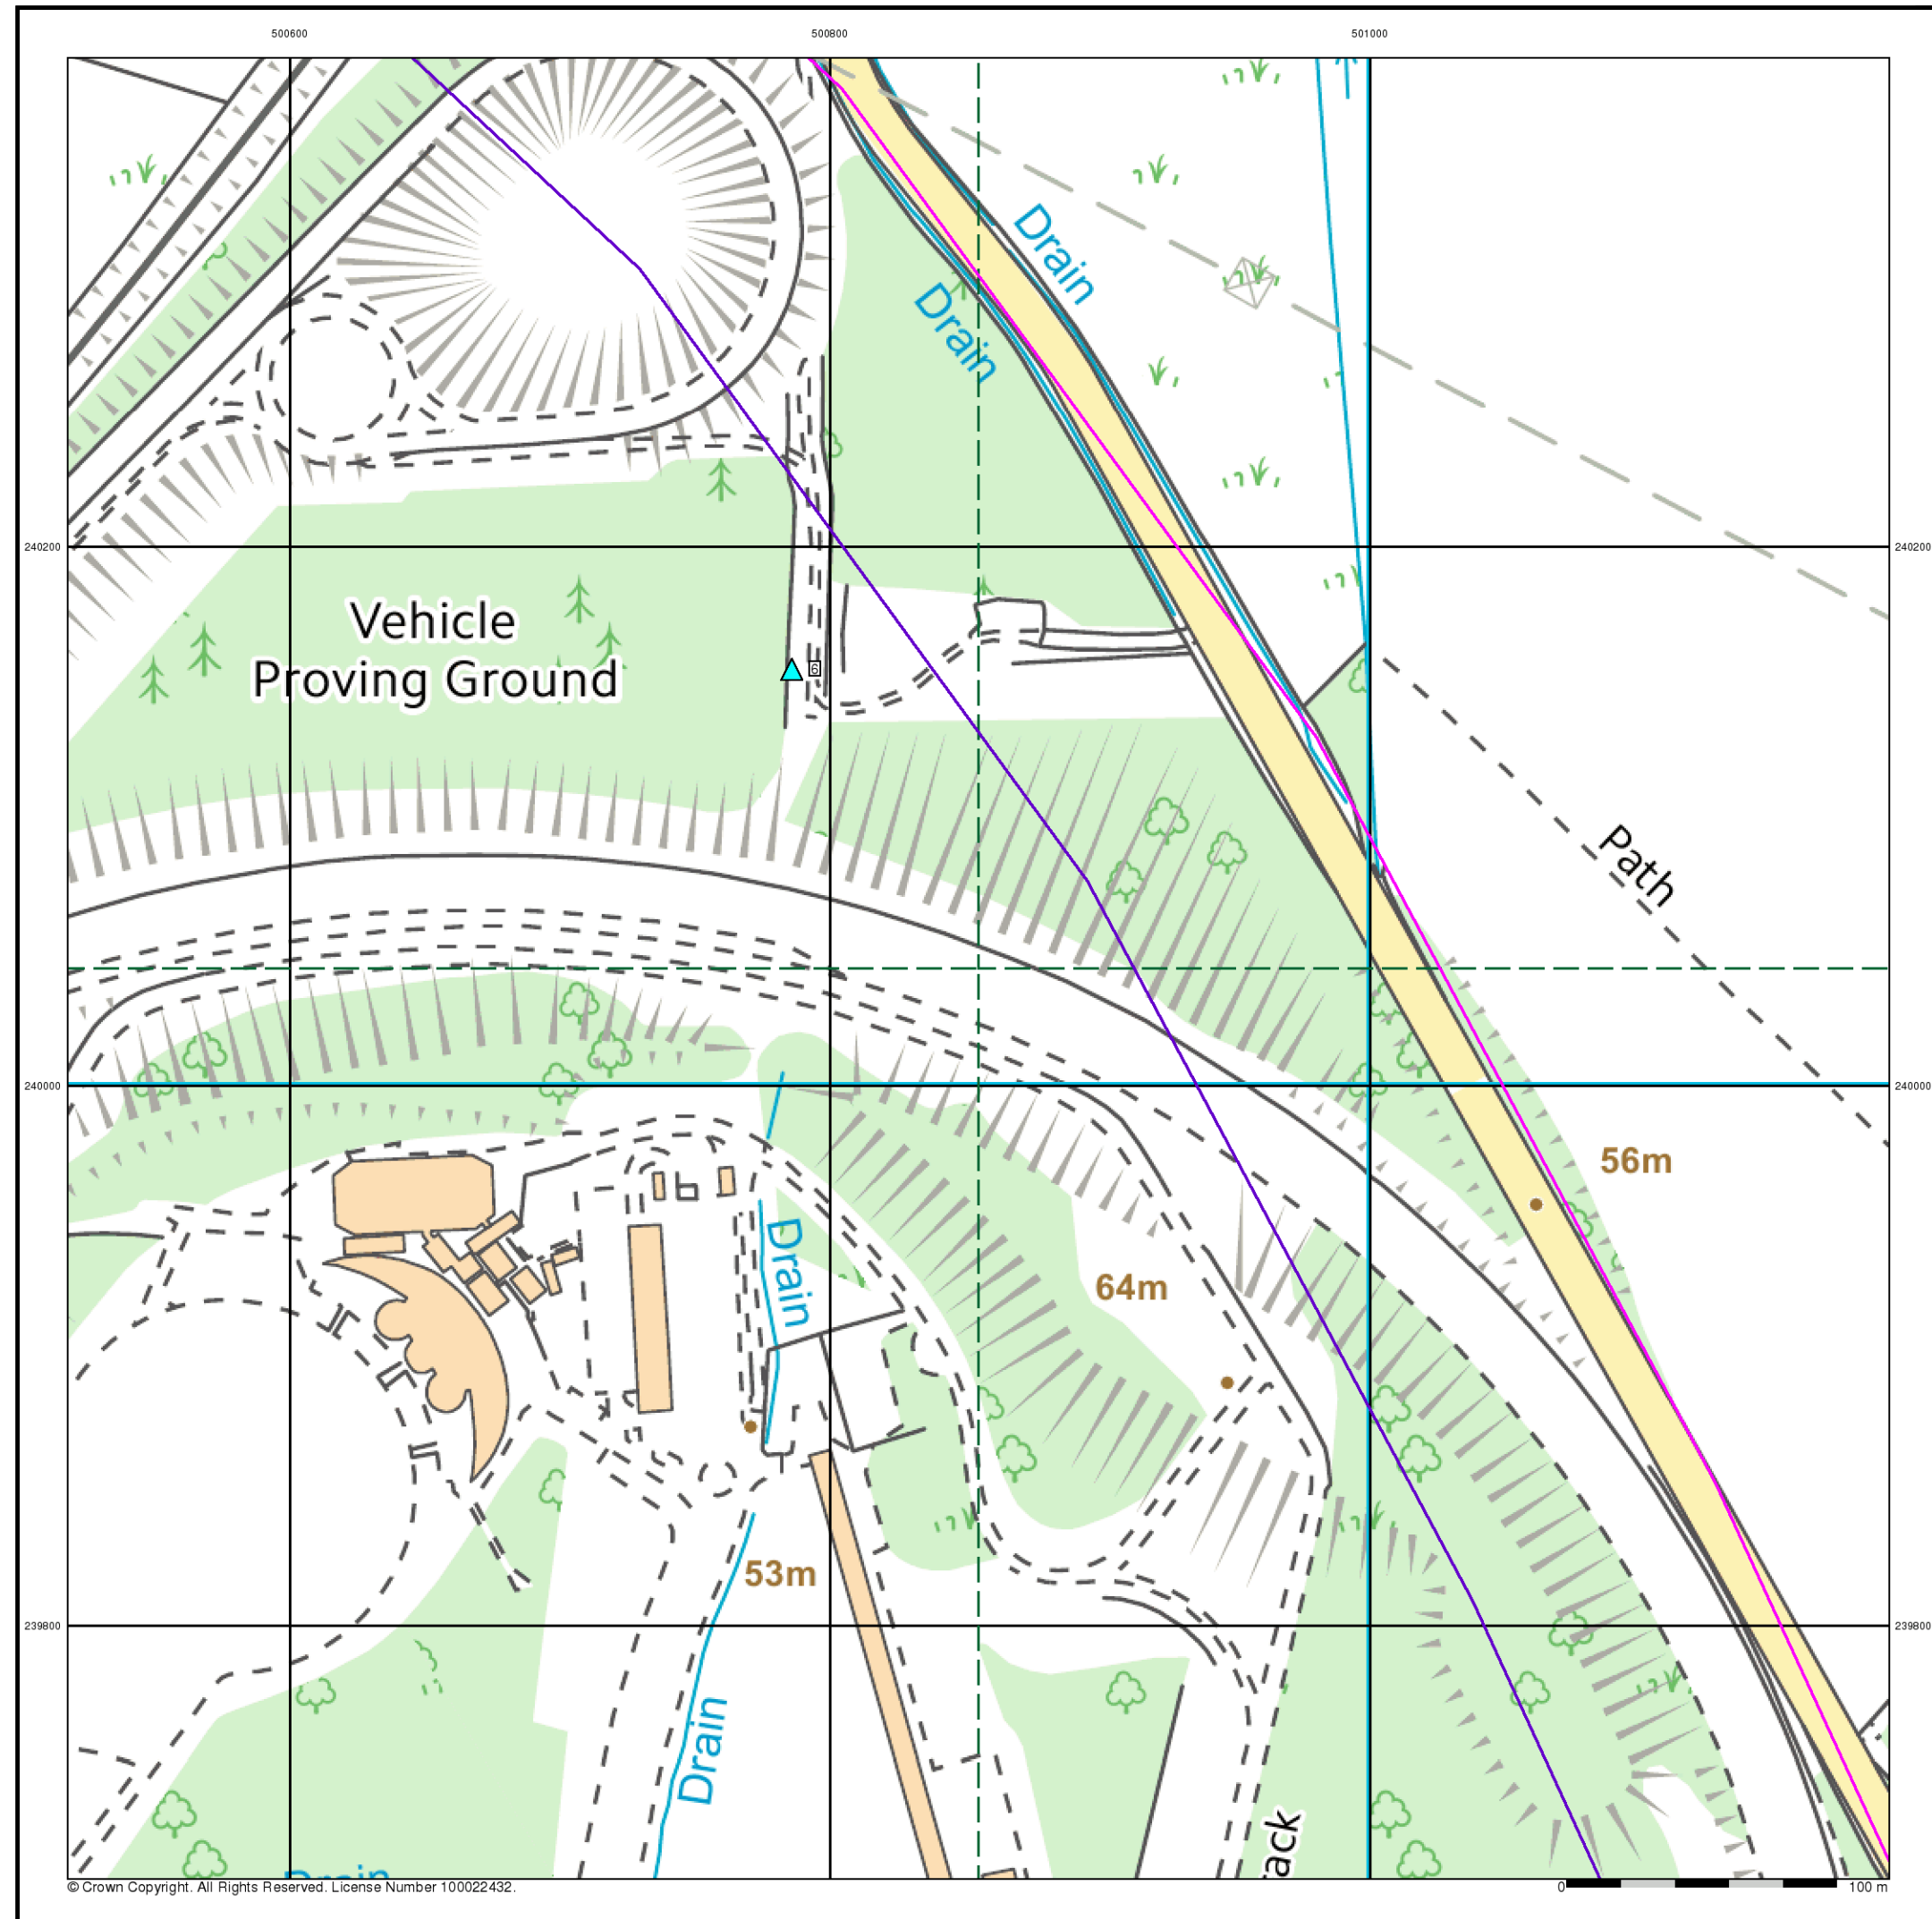 500600
500800
501000
Drain
Drain
240200
240200
Vehicle
Proving Ground
6
Path
240000
240000
56m
Drain
64m
53m
239800
239800
Drain
ack
Drain
© Crown Copyright. All Rights Reserved. License Number 100022432.
0
100 m